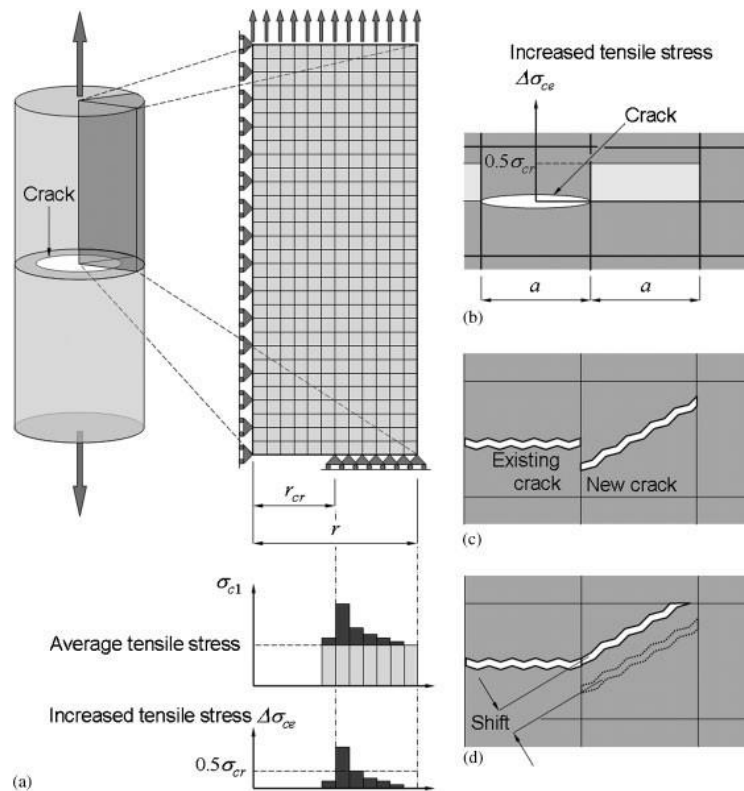 Crack
r_cr
r
σ_c1
Average tensile stress
Increased tensile stress Δσ_ce
0.5σ_cr
(a)
Increased tensile stress
Δσ_ce
Crack
0.5σ_cr
a
a
(b)
Existing
crack
New crack
(c)
Shift
(d)